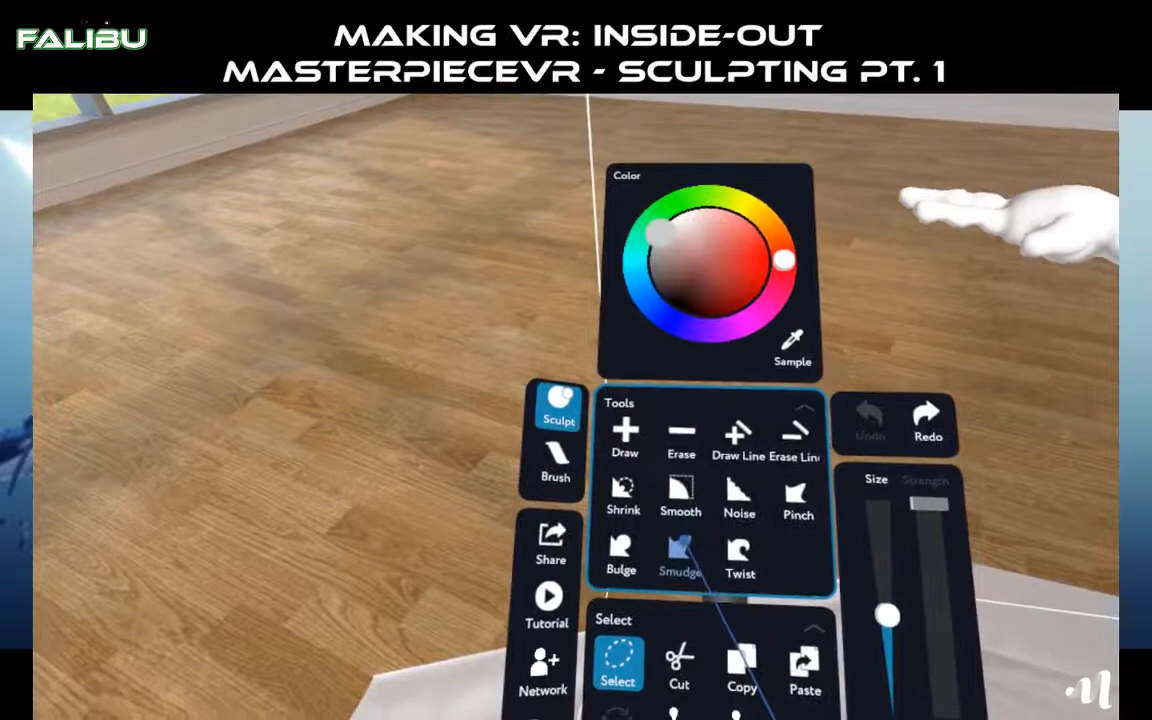 FALIBU
MAKING VR: INSIDE-OUT
MASTERPIECEVR - SCULPTING PT. 1
Color
Sample
Sculpt
Brush
Tools
Draw
Erase
Draw Line
Erase Lin
Shrink
Smooth
Noise
Pinch
Bulge
Smudge
Twist
Undo
Redo
Size
Strength
Share
Tutorial
Network
Select
Select
Cut
Copy
Paste